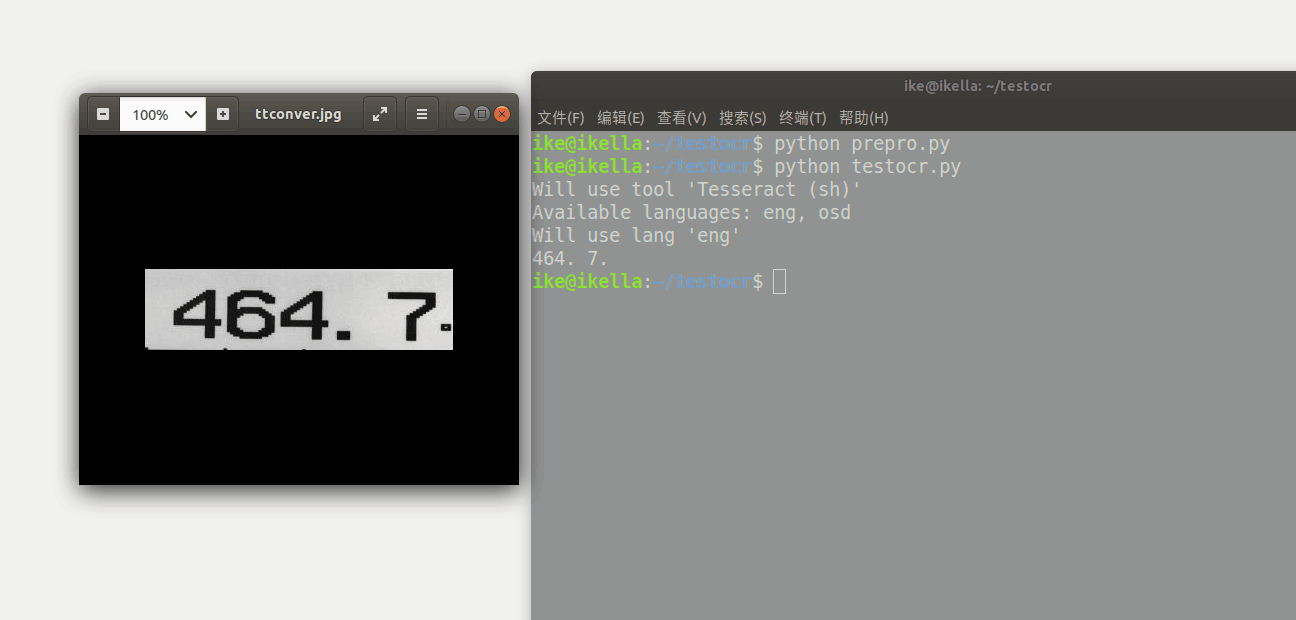 100%
ttconver.jpg
464. 7.
ike@ikella: ~/testocr
文件(F) 编辑(E) 查看(V) 搜索(S) 终端(T) 帮助(H)
ike@ikella:~/testocr$ python prepro.py
ike@ikella:~/testocr$ python testocr.py
Will use tool 'Tesseract (sh)'
Available languages: eng, osd
Will use lang 'eng'
464. 7.
ike@ikella:~/testocr$